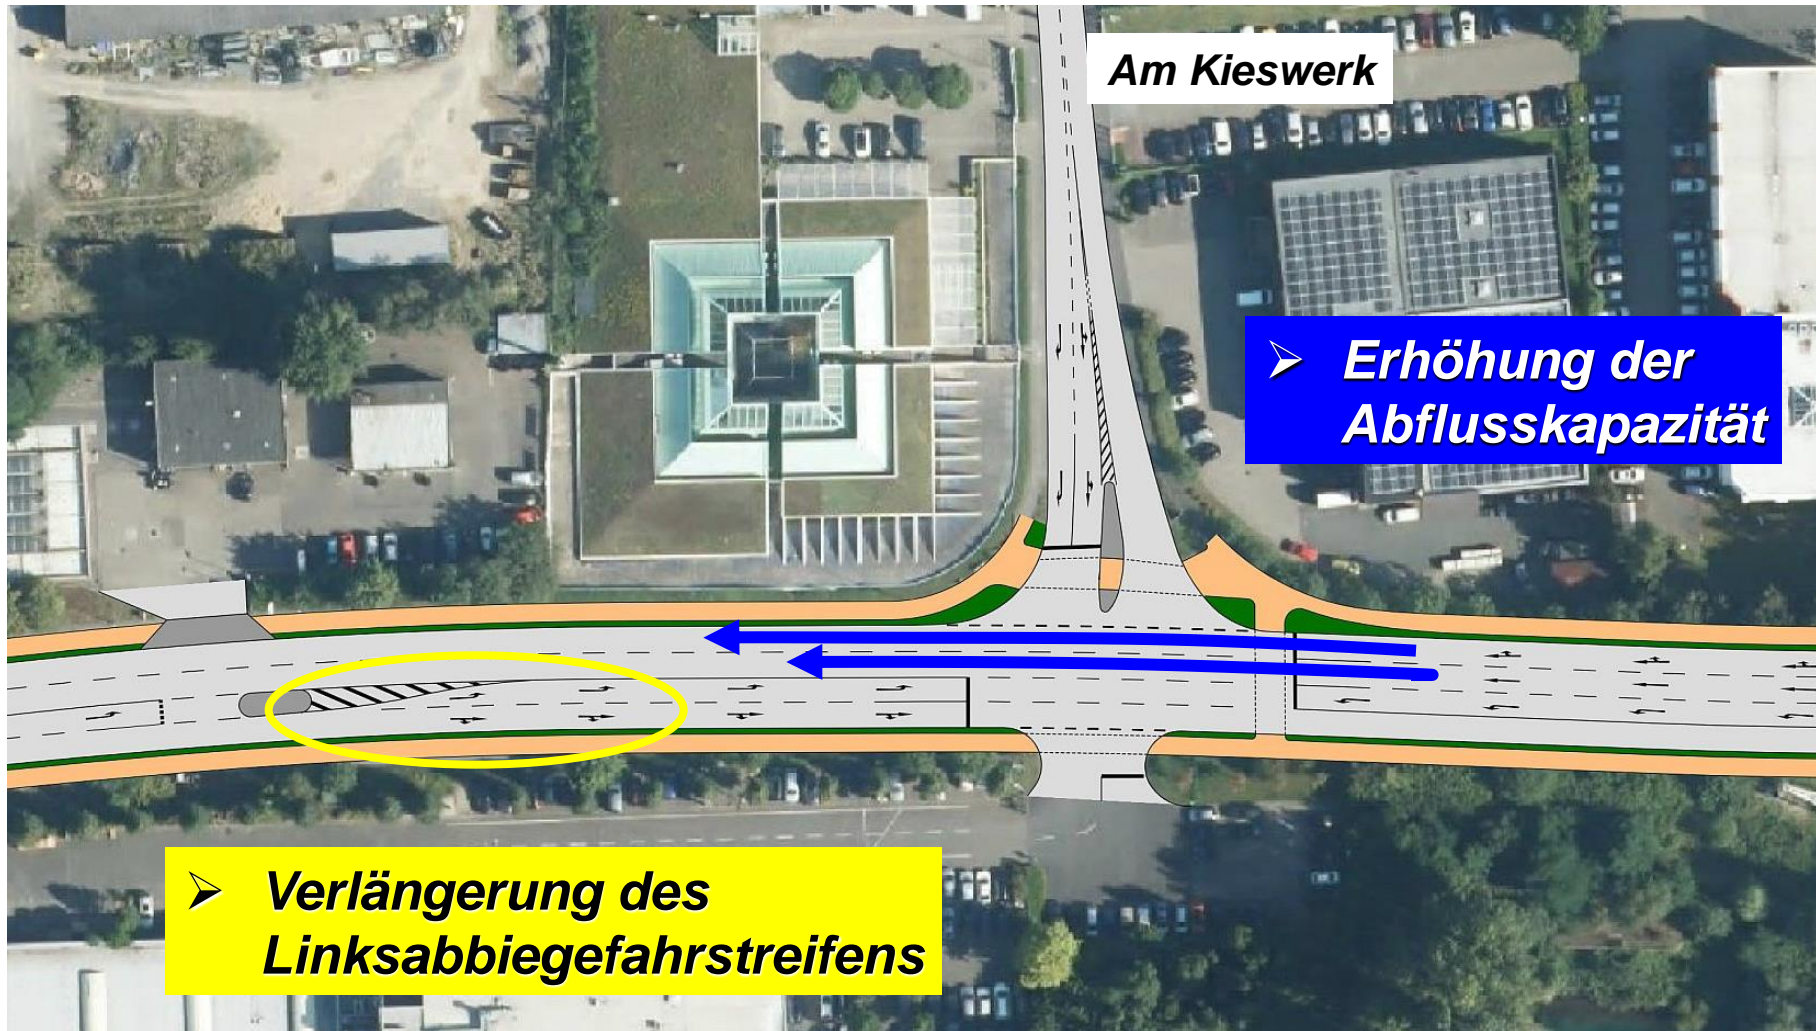 Am Kieswerk
➢ Erhöhung der
Abflusskapazität
➢ Verlängerung des
Linksabbiegefahrstreifens